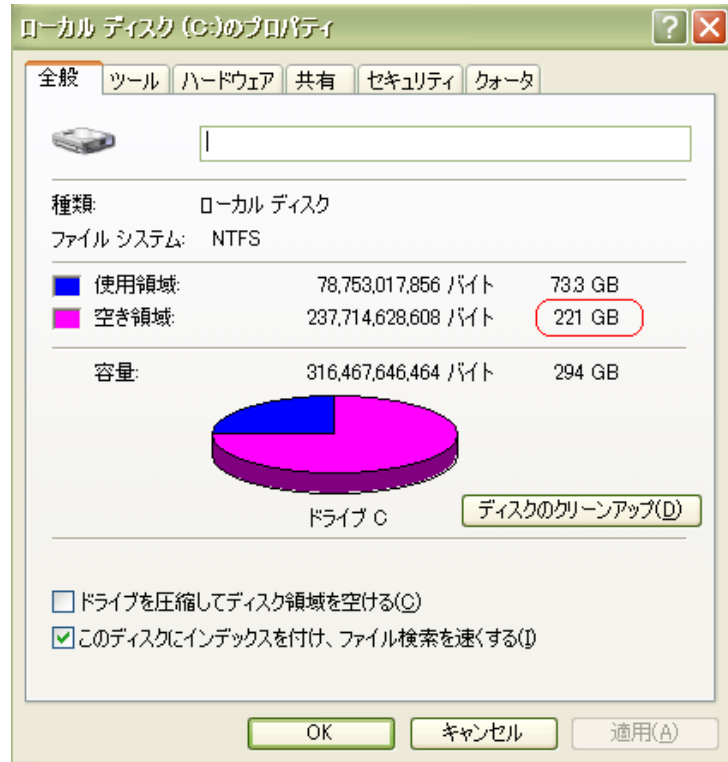 ローカル ディスク (C:)のプロパティ
全般 ツール ハードウェア 共有 セキュリティ クォータ
種類: ローカル ディスク
ファイル システム: NTFS
使用領域: 78,753,017,856 バイト 73.3 GB
空き領域: 237,714,628,608 バイト 221 GB
容量: 316,467,646,464 バイト 294 GB
ドライブ C ディスクのクリーンアップ(D)
ドライブを圧縮してディスク領域を空ける(C)
このディスクにインデックスを付け、ファイル検索を速くする(I)
OK キャンセル 適用(A)